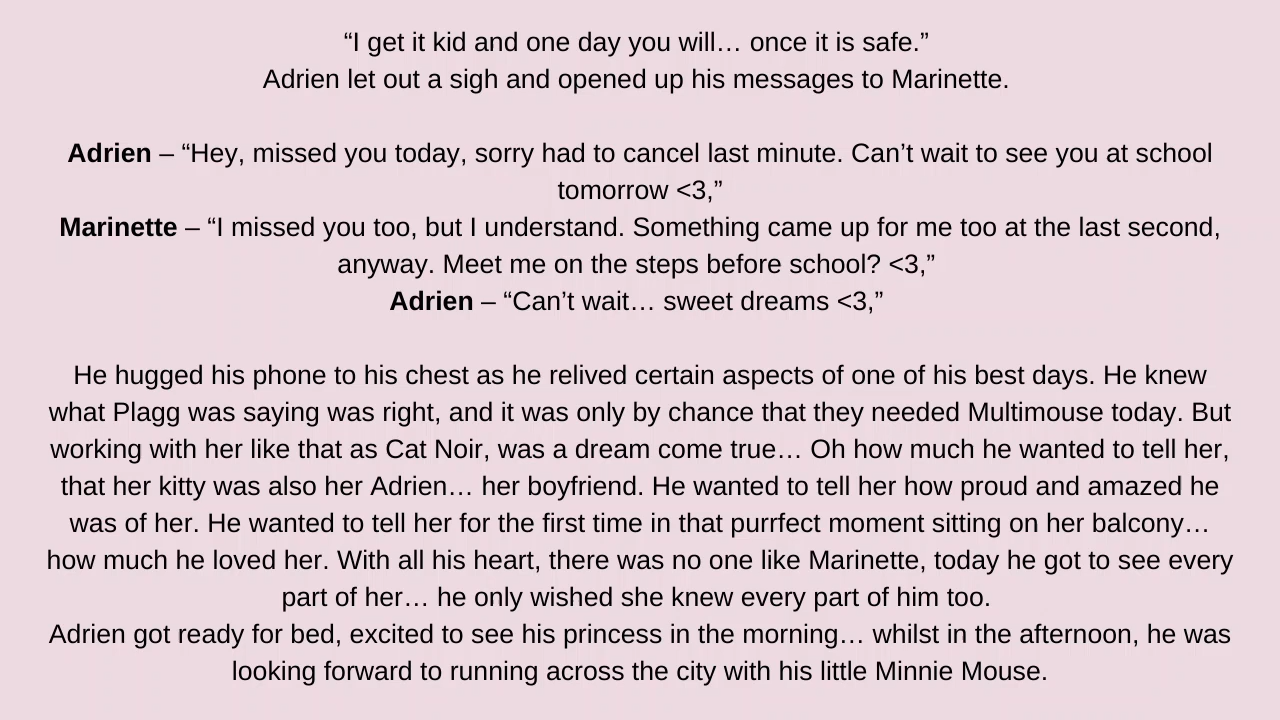 “I get it kid and one day you will… once it is safe.”
Adrien let out a sigh and opened up his messages to Marinette.
Adrien – “Hey, missed you today, sorry had to cancel last minute. Can’t wait to see you at school
tomorrow <3,”
Marinette – “I missed you too, but I understand. Something came up for me too at the last second,
anyway. Meet me on the steps before school? <3,”
Adrien – “Can’t wait… sweet dreams <3,”
He hugged his phone to his chest as he relived certain aspects of one of his best days. He knew
what Plagg was saying was right, and it was only by chance that they needed Multimouse today. But
working with her like that as Cat Noir, was a dream come true… Oh how much he wanted to tell her,
that her kitty was also her Adrien… her boyfriend. He wanted to tell her how proud and amazed he
was of her. He wanted to tell her for the first time in that purrfect moment sitting on her balcony…
how much he loved her. With all his heart, there was no one like Marinette, today he got to see every
part of her… he only wished she knew every part of him too.
Adrien got ready for bed, excited to see his princess in the morning… whilst in the afternoon, he was
looking forward to running across the city with his little Minnie Mouse.